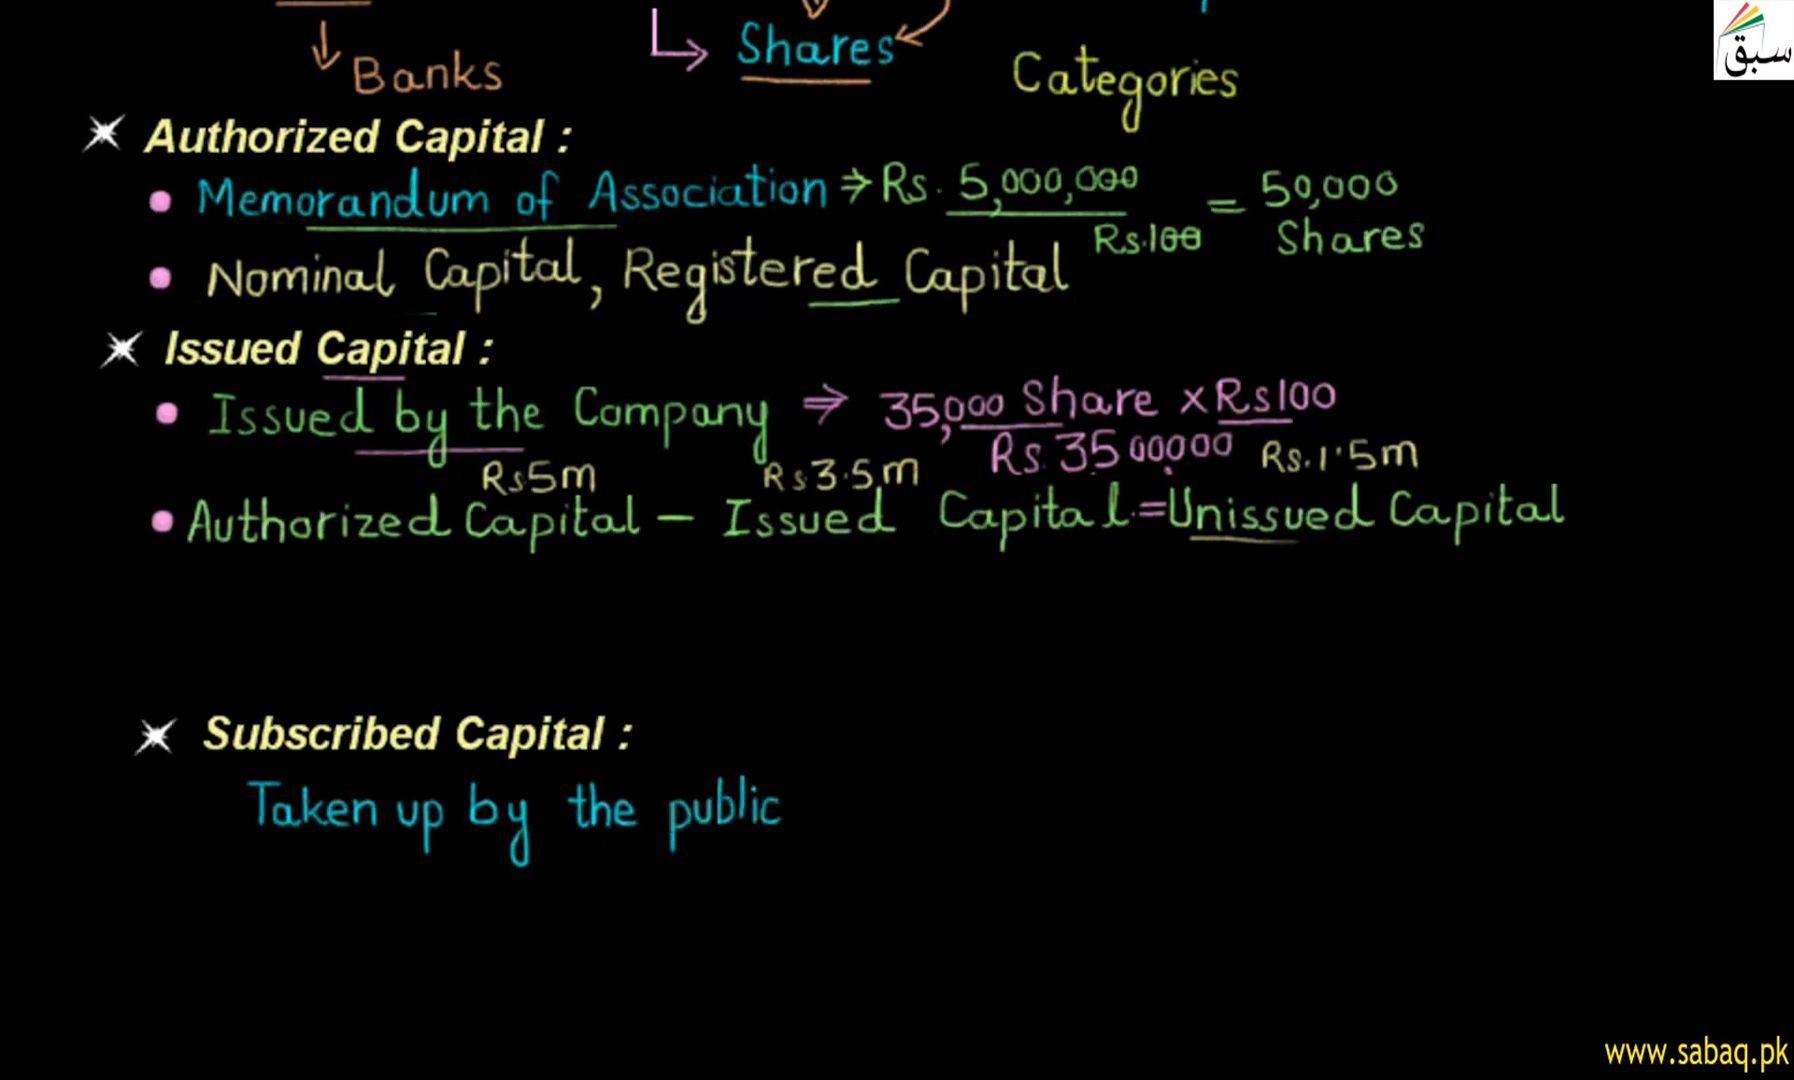 سبق
Shares
Banks
Categories
Authorized Capital :
Memorandum of Association ⇒ Rs. 5,000,000 = 50,000
Rs.100 Shares
Nominal Capital, Registered Capital
Issued Capital :
Issued by the Company ⇒ 35,000 Share x Rs100
Rs5m Rs3.5m Rs. 3500000 Rs.1.5m
Authorized Capital – Issued Capital.=Unissued Capital
Subscribed Capital :
Taken up by the public
www.sabaq.pk